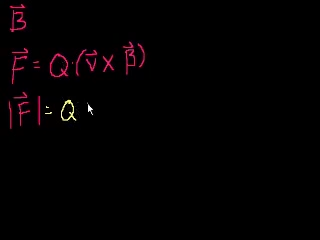 B⃗
F⃗ = Q·(v⃗ × B⃗)
|F⃗| = Q